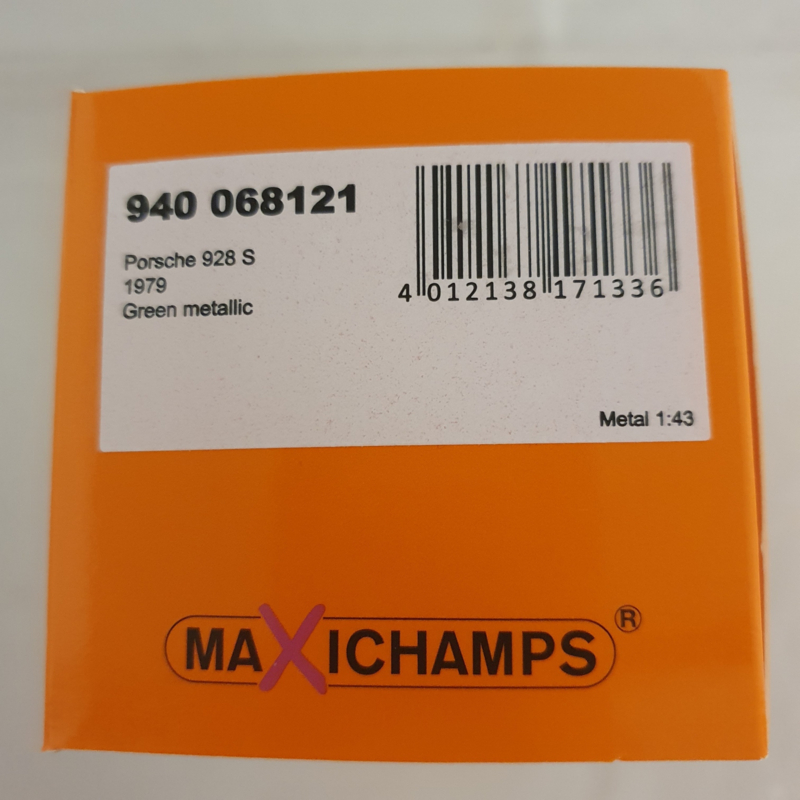 940 068121
Porsche 928 S
1979
Green metallic
4 012138 171336
Metal 1:43
MAXICHAMPS®